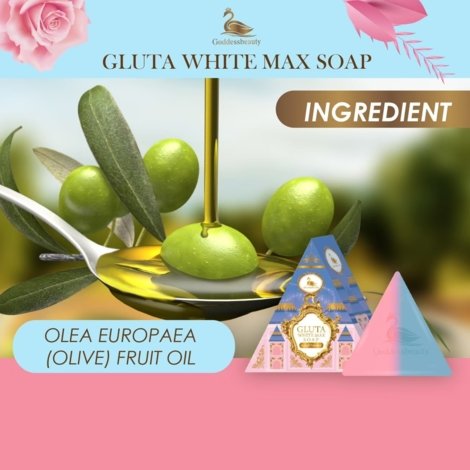 Goddessbeauty
GLUTA WHITE MAX SOAP
INGREDIENT
OLEA EUROPAEA
(OLIVE) FRUIT OIL
GLUTA
WHITE MAX
SOAP
Goddessbeauty